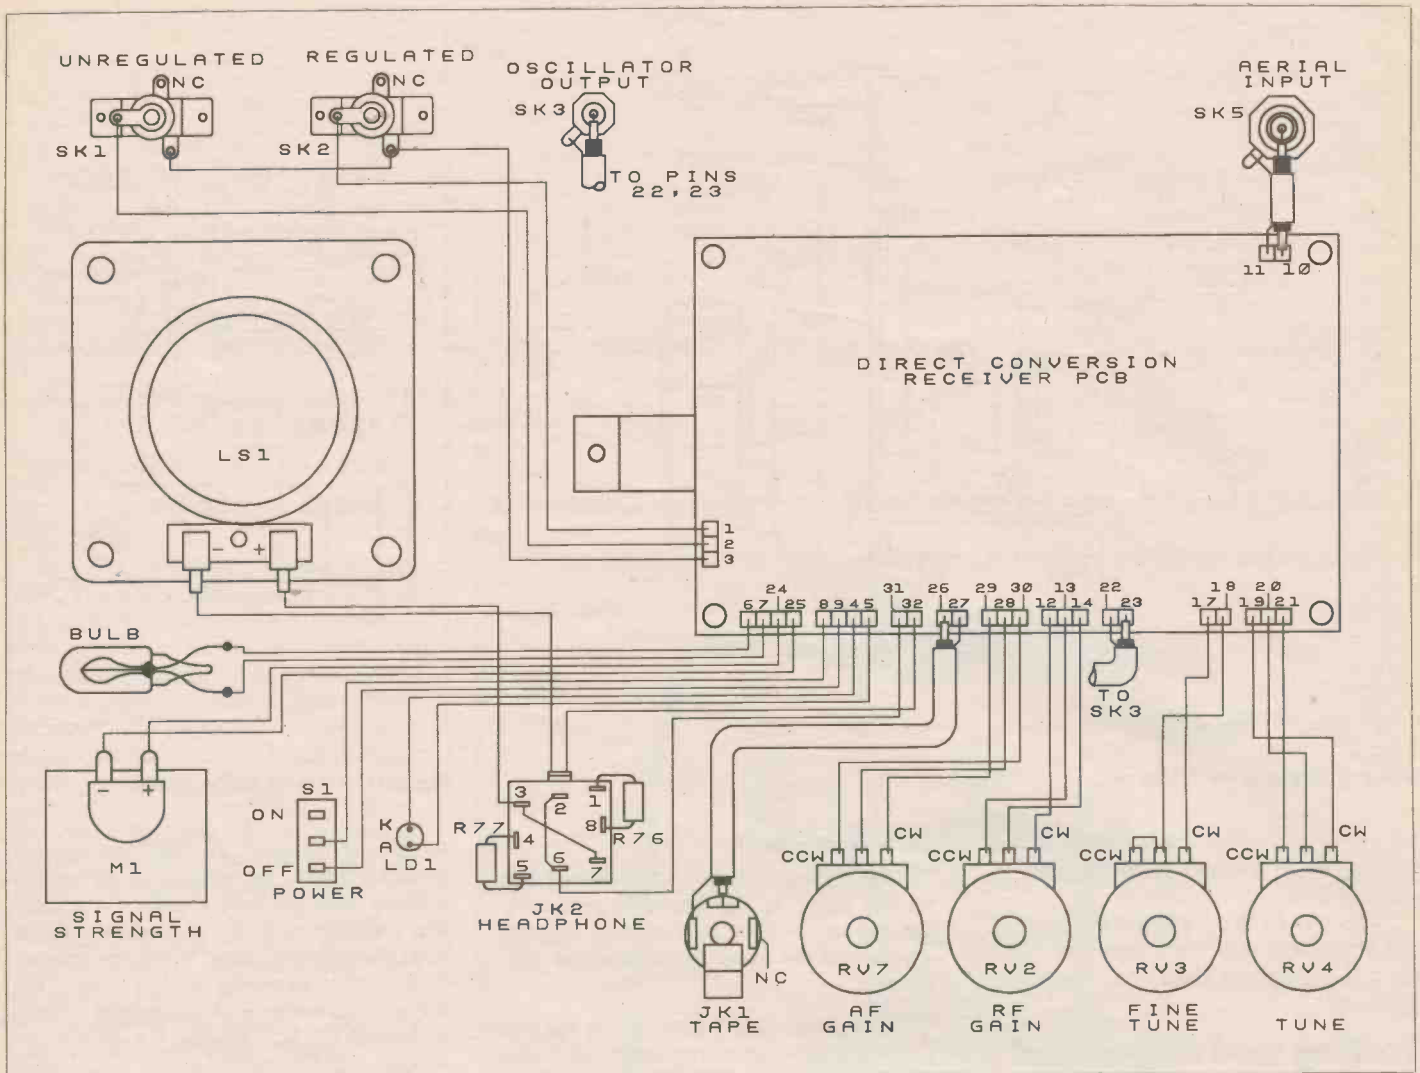 UNREGULATED
NC
SK1
REGULATED
NC
SK2
OSCILLATOR
OUTPUT
SK3
TO PINS
22,23
AERIAL
INPUT
SK5
11 10
DIRECT CONVERSION
RECEIVER PCB
LS1
- +
1
2
3
24
6 7 25
8 9 4 5
31
32
26
27
29 30
28
13
12 14
22
23
18
17
20
19 21
BULB
TO
SK3
- +
M1
SIGNAL
STRENGTH
S1
ON
OFF
POWER
K
A
LD1
R77
3
2
1
4
8
5
6
7
R76
JK2
HEADPHONE
NC
JK1
TAPE
CCW
CW
RV7
AF
GAIN
CCW
CW
RV2
RF
GAIN
CCW
CW
RV3
FINE
TUNE
CCW
CW
RV4
TUNE